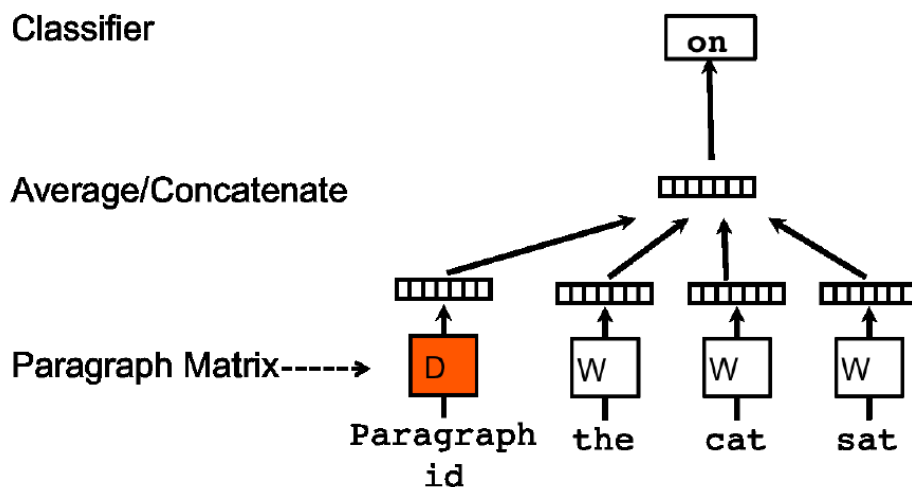 Classifier
on
Average/Concatenate
Paragraph Matrix
D
W
W
W
Paragraph
id
the
cat
sat